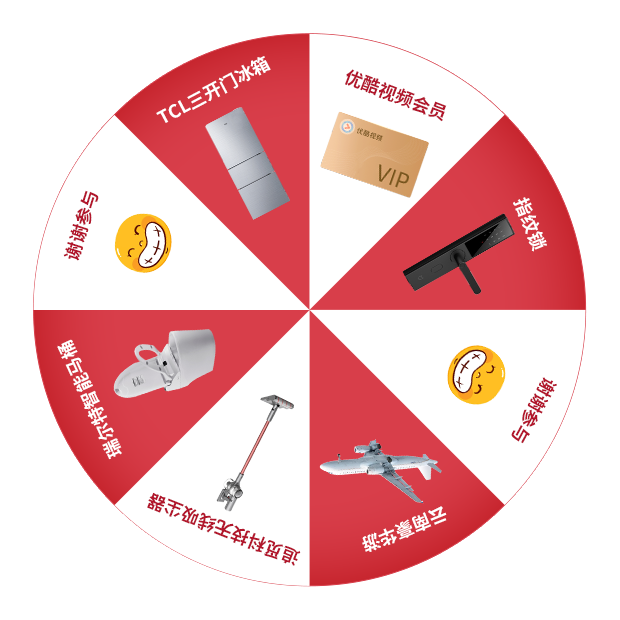 优酷视频会员
优酷视频
VIP
指纹锁
谢谢参与
云南豪华游
追觅科技无线吸尘器
瑞尔特智能马桶
谢谢参与
TCL三开门冰箱